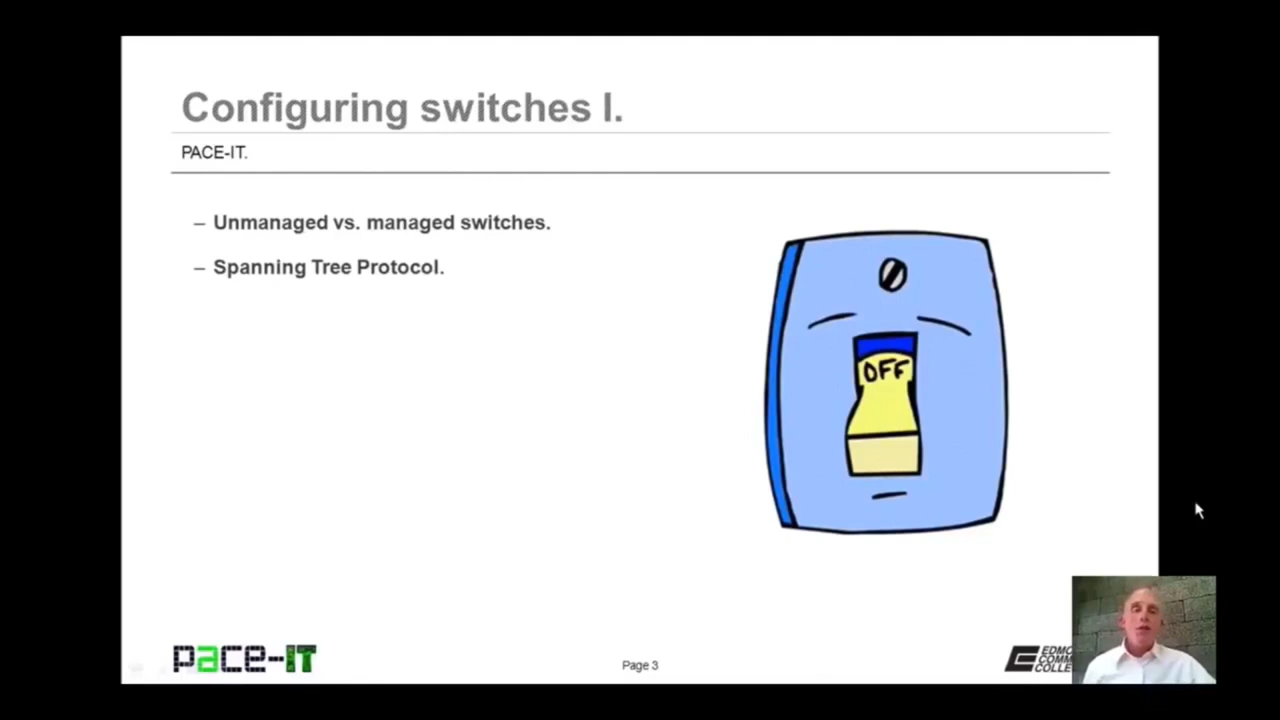 Configuring switches I.
PACE-IT.
– Unmanaged vs. managed switches.
– Spanning Tree Protocol.
OFF
pace-IT
Page 3